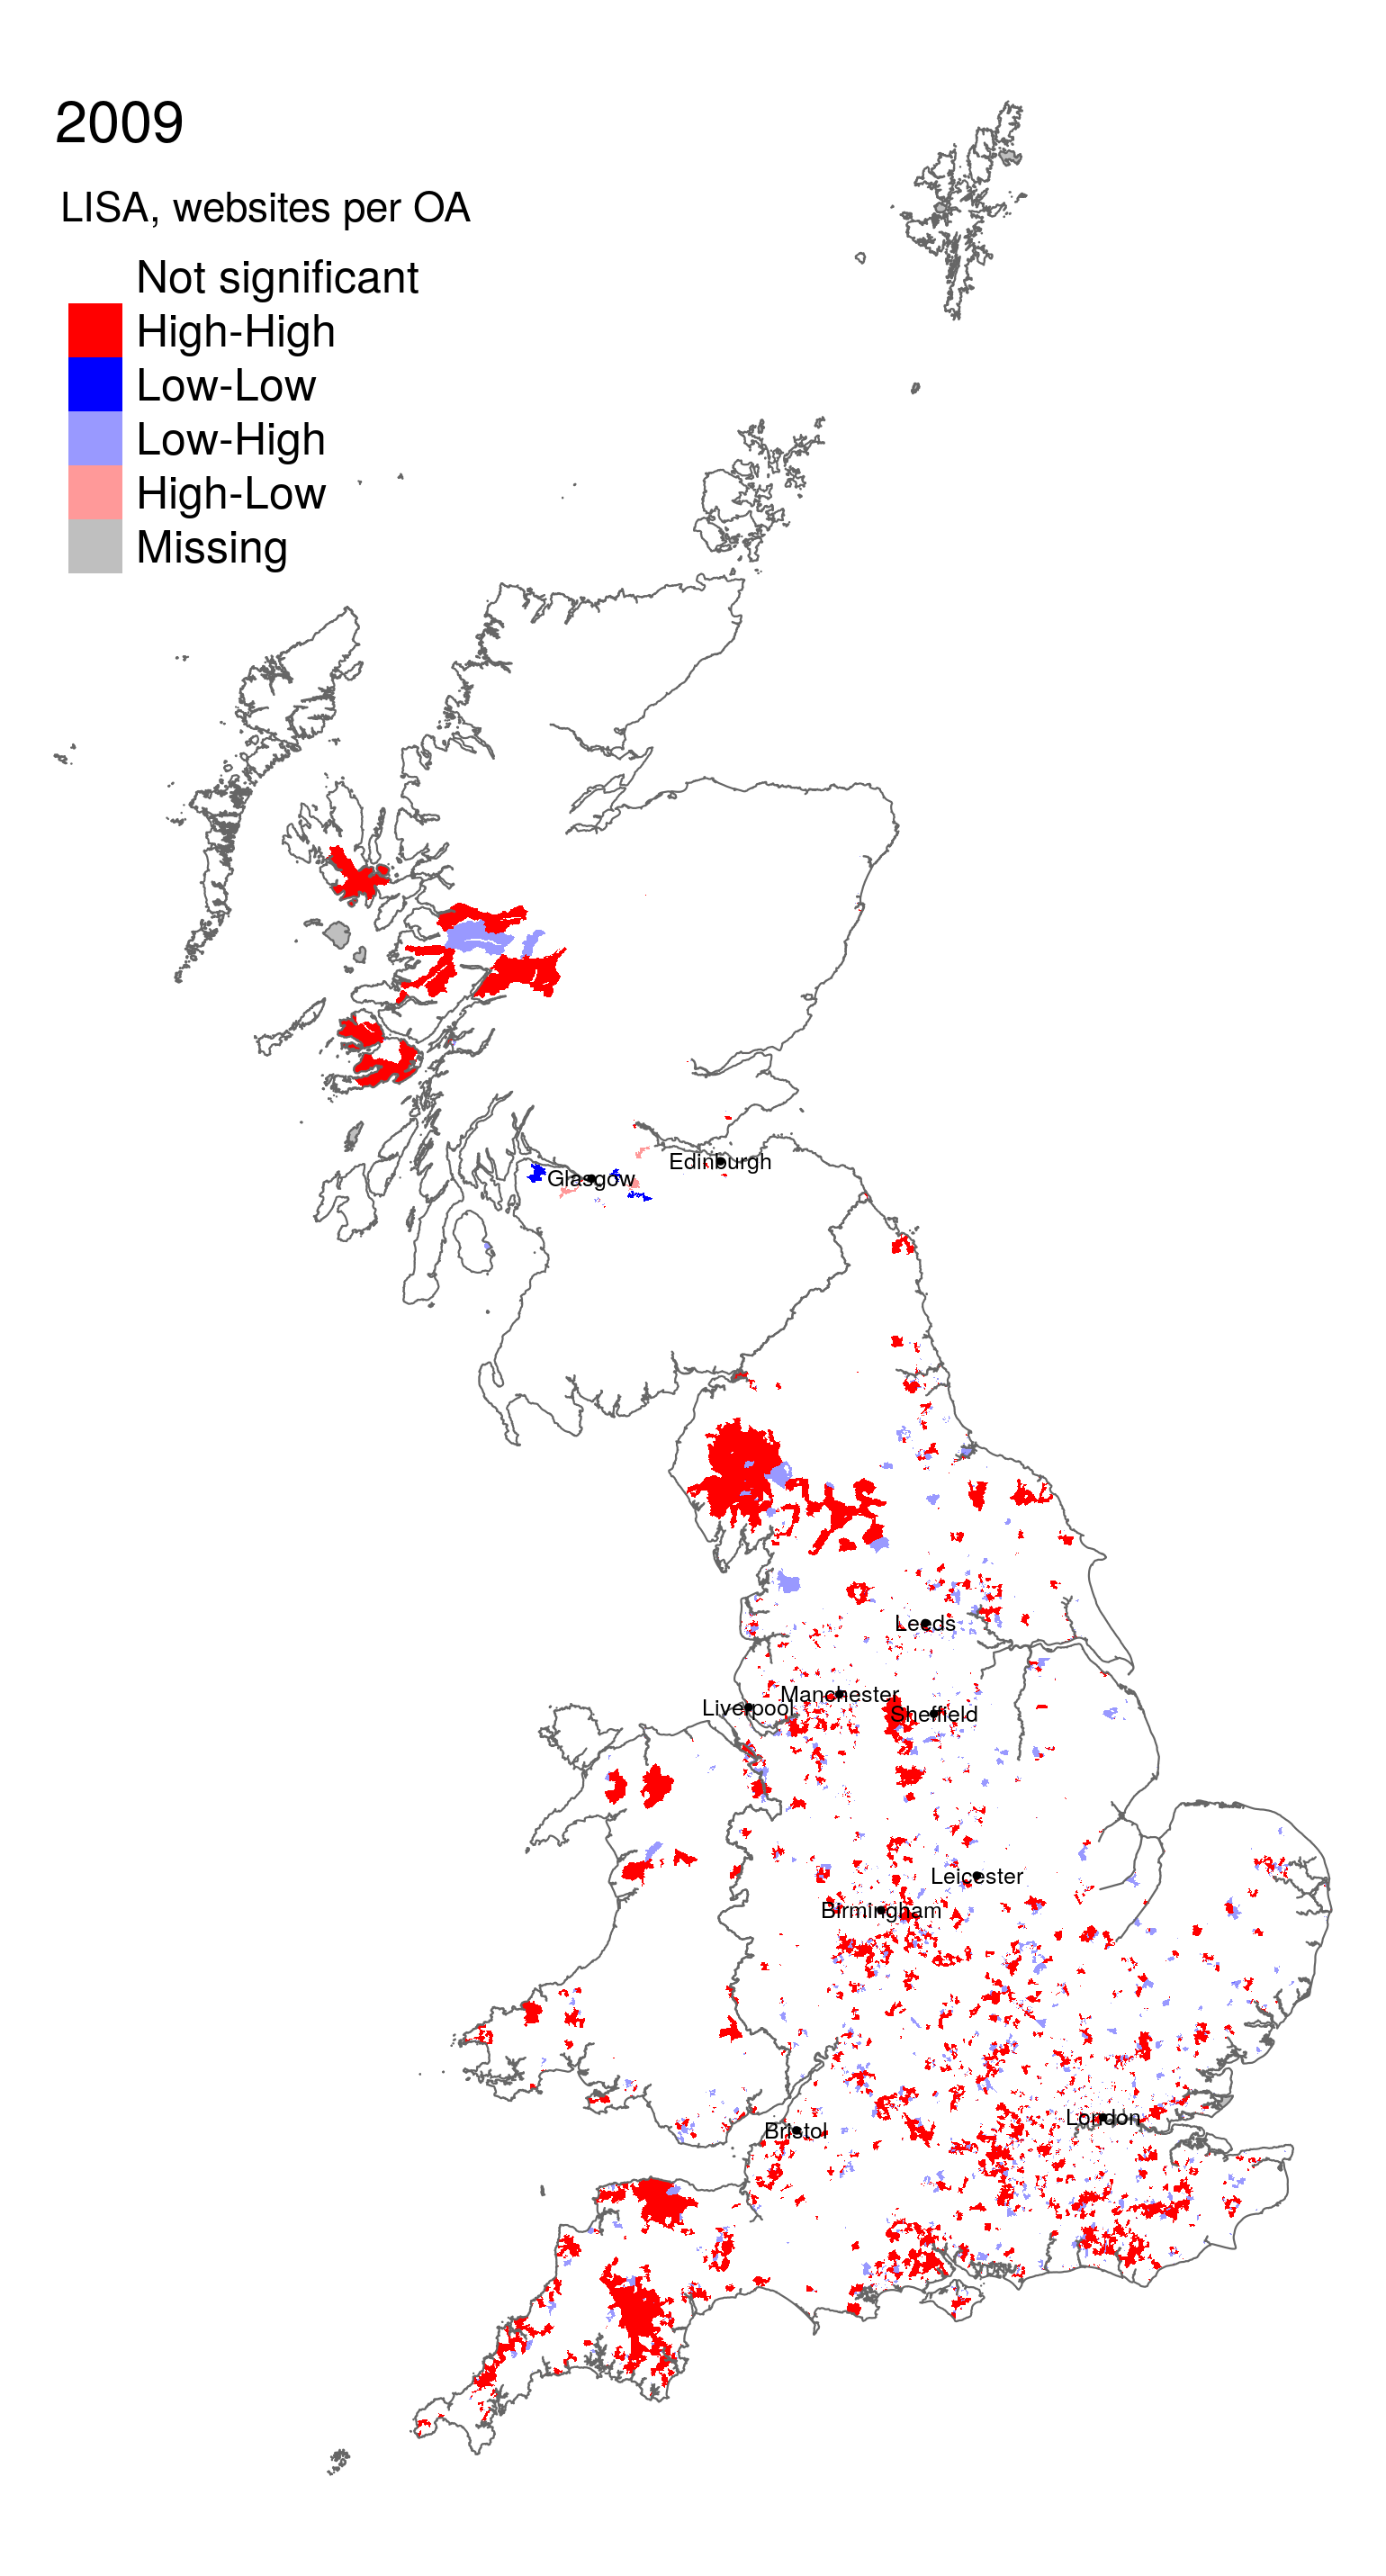 2009
LISA, websites per OA
Not significant
High-High
Low-Low
Low-High
High-Low
Missing
Edinburgh
Glasgow
Leeds
Manchester
Liverpool
Sheffield
Leicester
Birmingham
London
Bristol